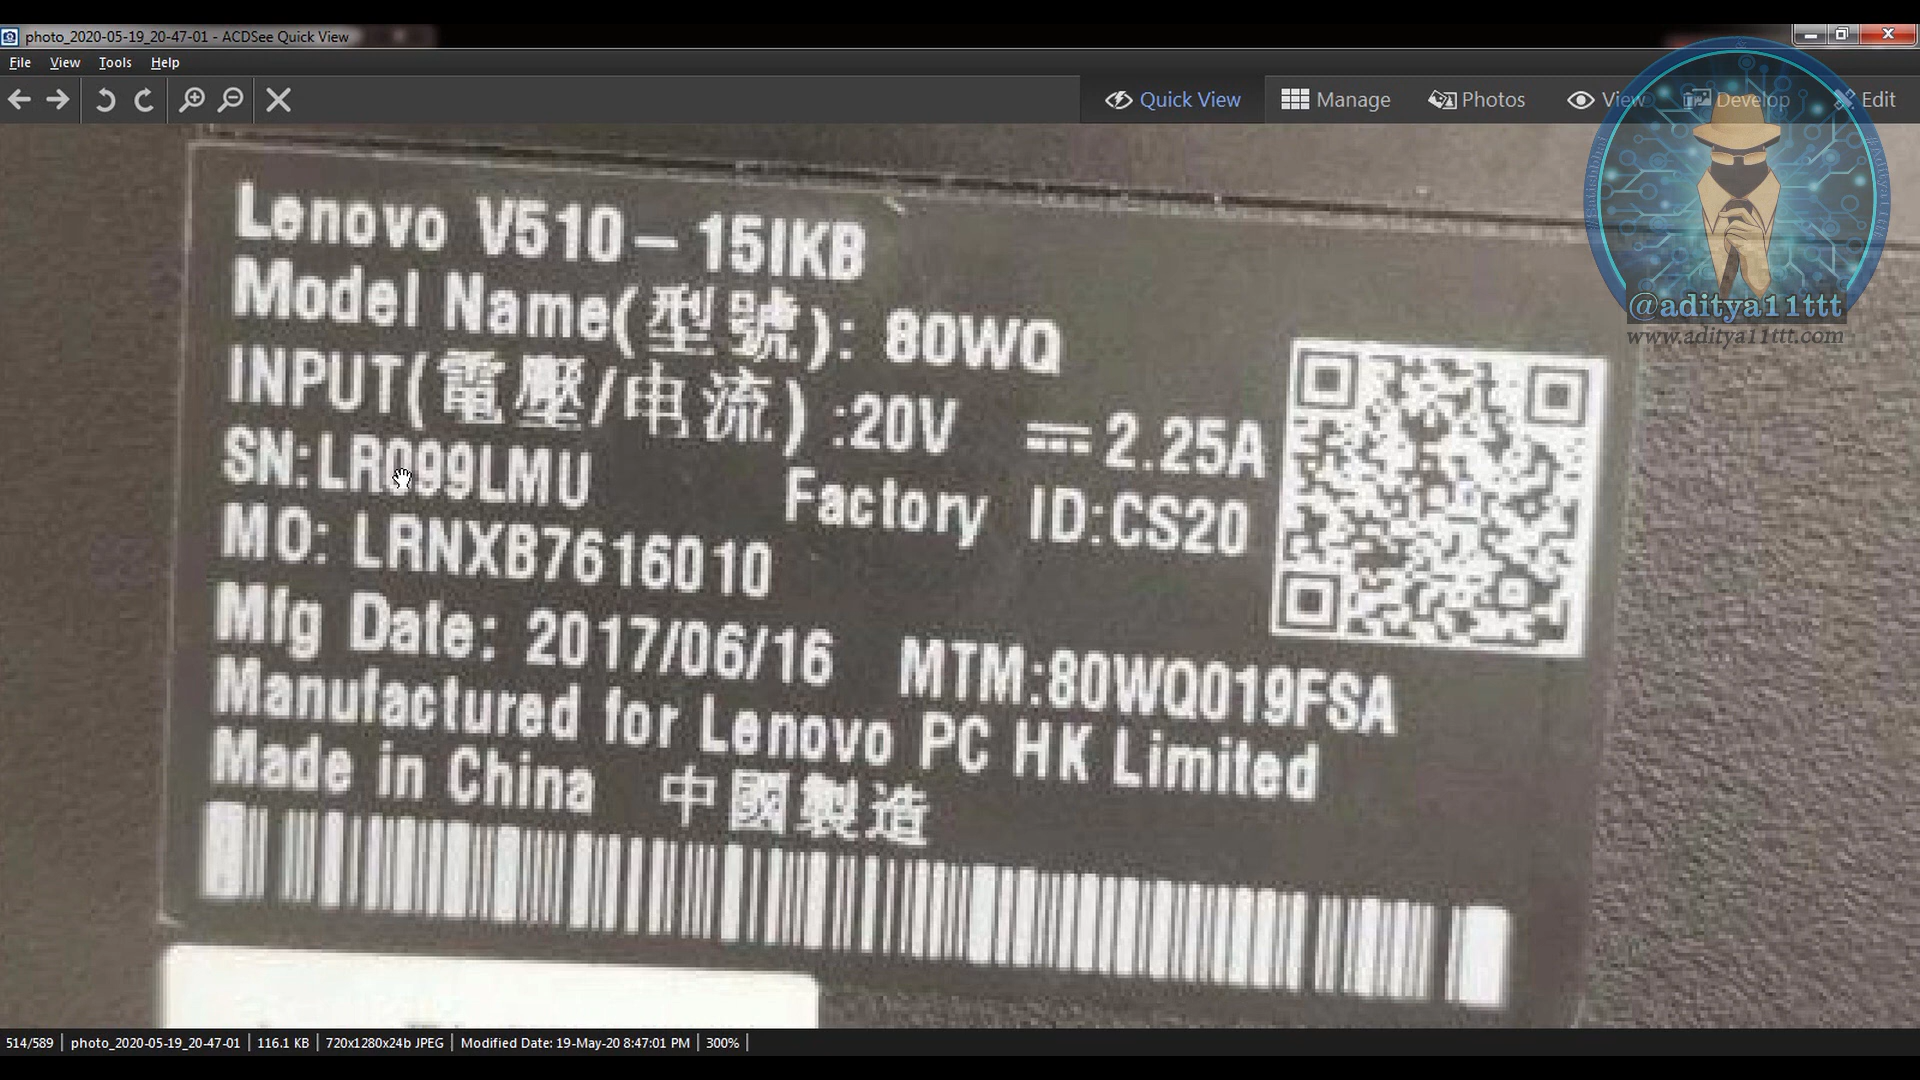 photo_2020-05-19_20-47-01 - ACDSee Quick View
File View Tools Help
Quick View Manage Photos View Develop Edit
Lenovo V510-15IKB
Model Name(型號): 80WQ
INPUT(電壓/电流) :20V ⎓2.25A
SN:LR099LMU Factory ID:CS20
MO: LRNXB7616010
Mfg Date: 2017/06/16 MTM:80WQ019FSA
Manufactured for Lenovo PC HK Limited
Made in China 中國製造
@aditya11ttt
www.aditya11ttt.com
514/589 photo_2020-05-19_20-47-01 116.1 KB 720x1280x24b JPEG Modified Date: 19-May-20 8:47:01 PM 300%